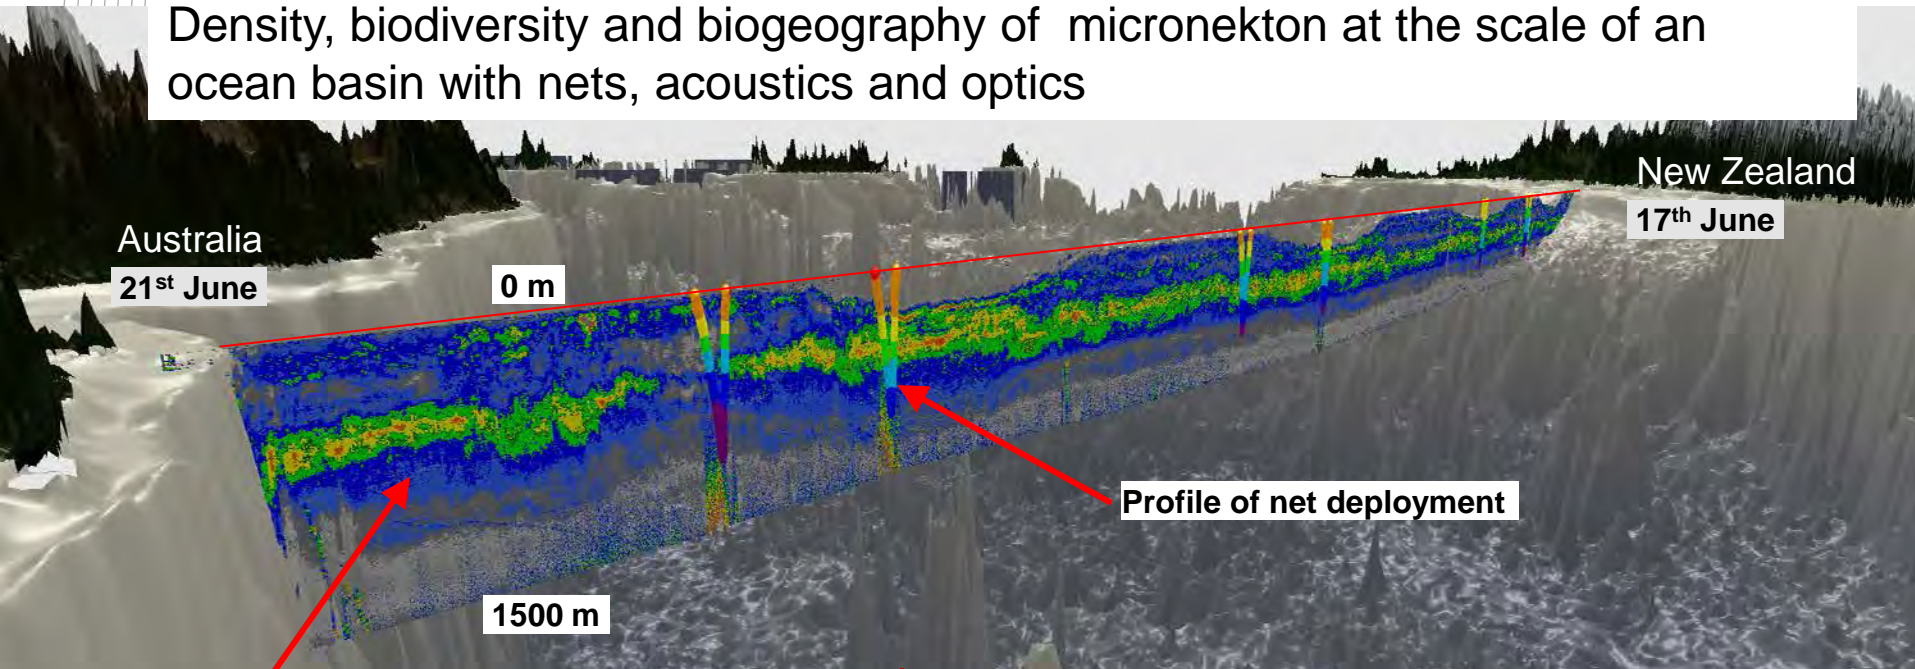 Density, biodiversity and biogeography of micronekton at the scale of an
ocean basin with nets, acoustics and optics
New Zealand
17th June
Australia
21st June
0 m
Profile of net deployment
1500 m